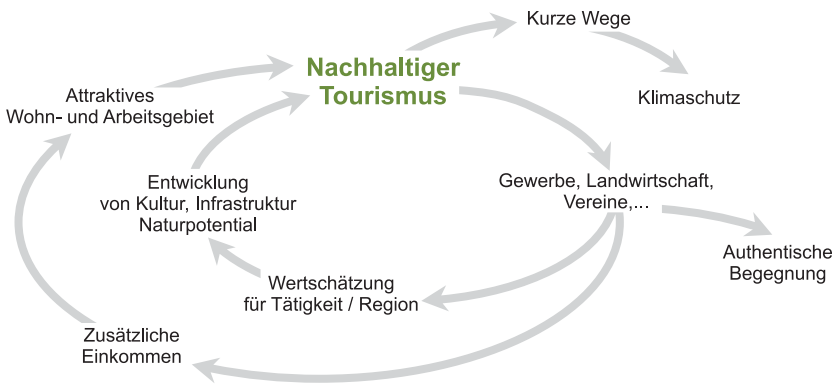 Kurze Wege
Nachhaltiger
Tourismus
Klimaschutz
Attraktives
Wohn- und Arbeitsgebiet
Entwicklung
von Kultur, Infrastruktur
Naturpotential
Gewerbe, Landwirtschaft,
Vereine,...
Authentische
Begegnung
Wertschätzung
für Tätigkeit / Region
Zusätzliche
Einkommen